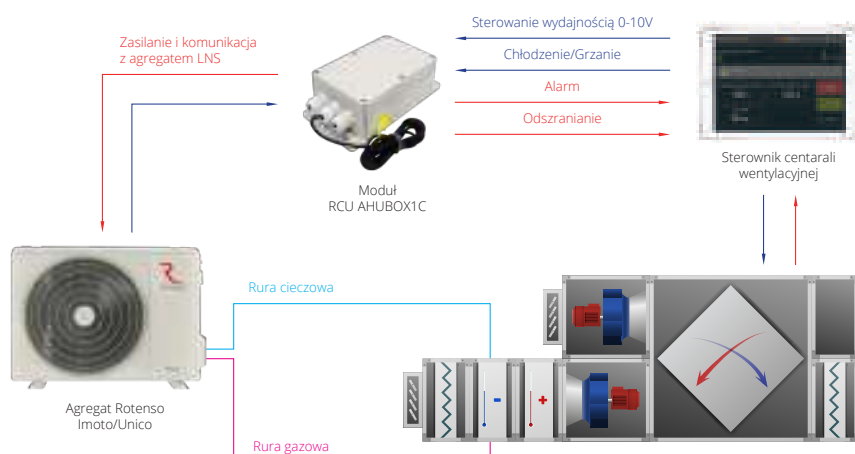 Sterowanie wydajnością 0-10V
Zasilanie i komunikacja
z agregatem LNS
Chłodzenie/Grzanie
Alarm
Odszranianie
Sterownik centarali
wentylacyjnej
Moduł
RCU AHUBOX1C
Rura cieczowa
Agregat Rotenso
Imoto/Unico
Rura gazowa